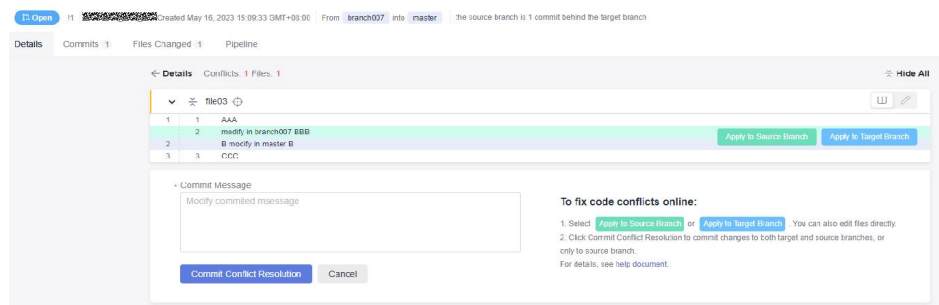 Open !1 Created May 16, 2023 15:09:33 GMT+08:00 From branch007 into master the source branch is 1 commit behind the target branch
Details Commits 1 Files Changed 1 Pipeline
Details Conflicts: 1 Files: 1 Hide All
file03
1 1 AAA
2 modify in branch007 BBB
Apply to Source Branch Apply to Target Branch
2 B mocify in master B
3 3 CCC
* Commit Message
Modify commited msessage
To fix code conflicts online:
1. Select Apply to Source Branch or Apply to Target Branch . You can also edit files directly.
2. Click Commit Conflict Resolution to commit changes to both target and source branches, or
only to source branch.
For details, see help document.
Commit Conflict Resolution Cancel